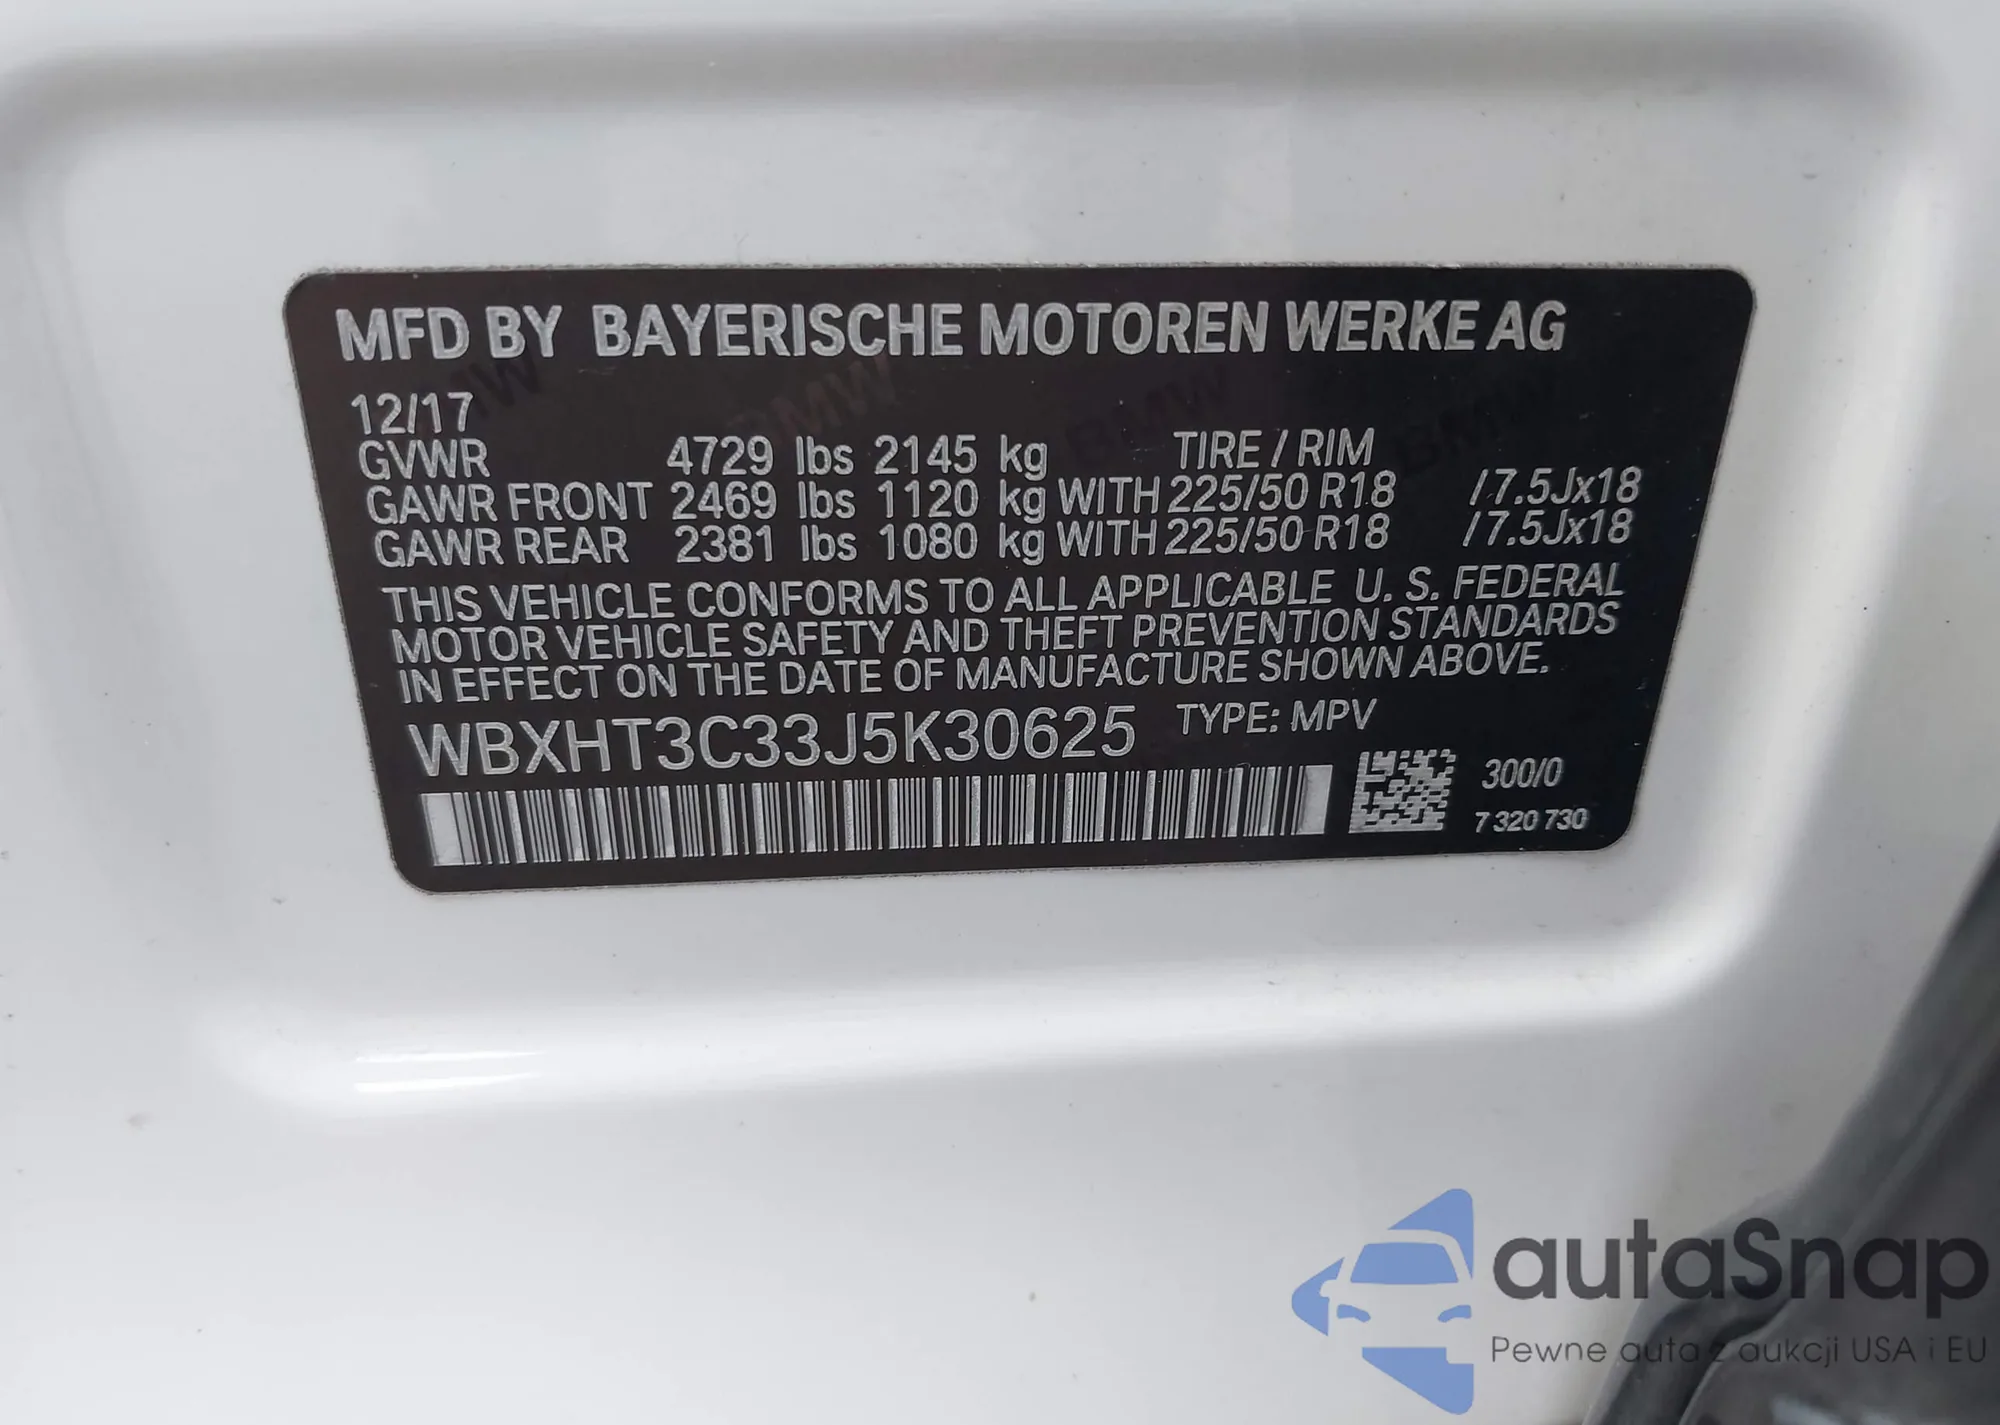 MFD BY BAYERISCHE MOTOREN WERKE AG
12/17
GVWR 4729 lbs 2145 kg TIRE / RIM
GAWR FRONT 2469 lbs 1120 kg WITH 225/50 R18 / 7.5Jx18
GAWR REAR 2381 lbs 1080 kg WITH 225/50 R18 / 7.5Jx18
THIS VEHICLE CONFORMS TO ALL APPLICABLE U. S. FEDERAL
MOTOR VEHICLE SAFETY AND THEFT PREVENTION STANDARDS
IN EFFECT ON THE DATE OF MANUFACTURE SHOWN ABOVE.
WBXHT3C33J5K30625 TYPE: MPV
300/0
7 320 730
BMW BMW BMW BMW
autaSnap
Pewne auta z aukcji USA i EU